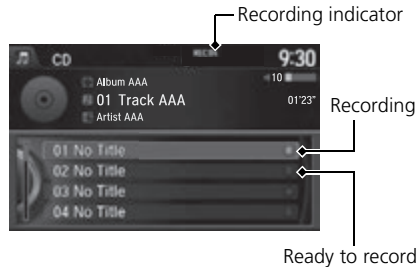 Recording indicator
CD
9:30
Album AAA
10
01 Track AAA
01'23"
Artist AAA
Recording
01 No Title
02 No Title
03 No Title
04 No Title
Ready to record